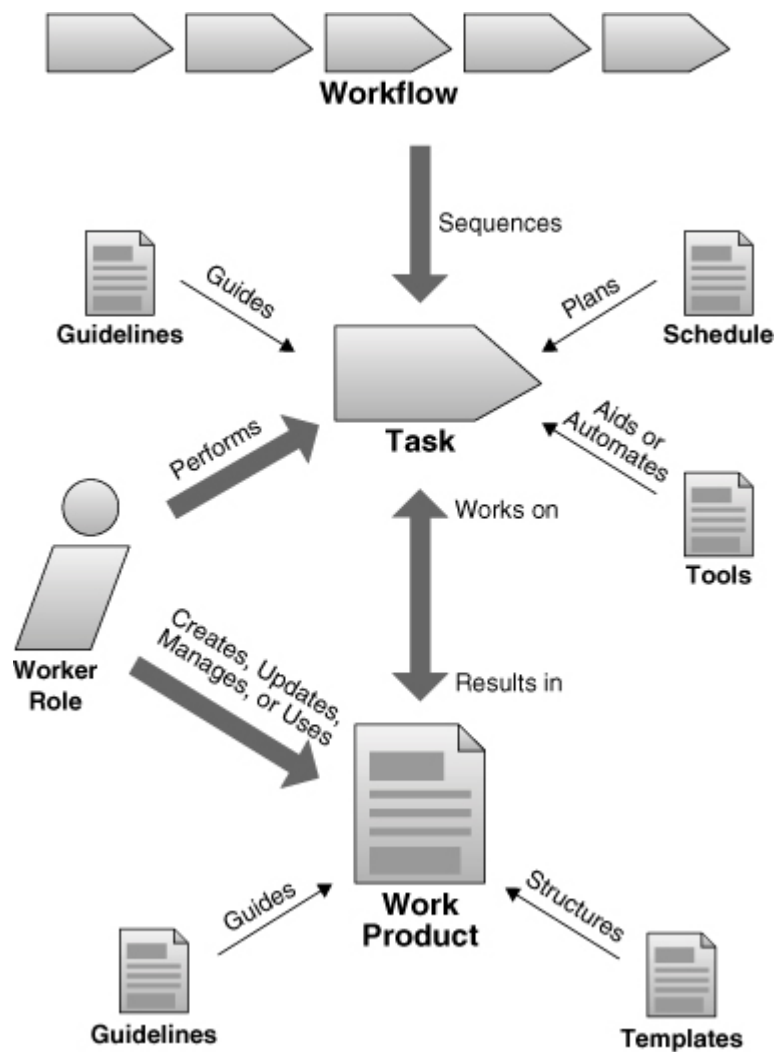 Workflow
Sequences
Guides
Plans
Guidelines
Schedule
Task
Performs
Aids or
Automates
Works on
Tools
Worker
Role
Creates, Updates,
Manages, or Uses
Results in
Guides
Work
Product
Structures
Guidelines
Templates